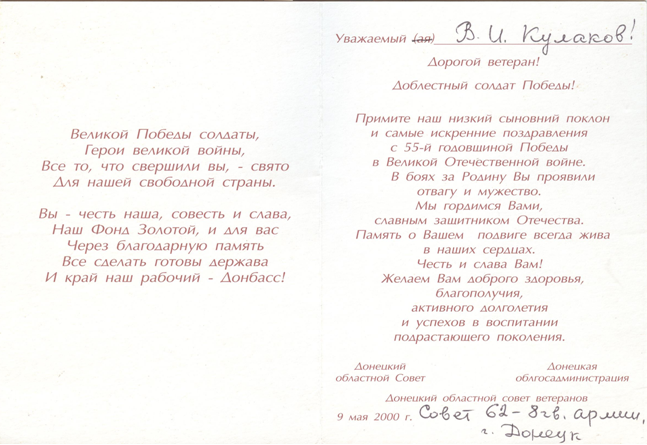 Великой Победы солдаты,
Герои великой войны,
Все то, что свершили вы, - свято
Для нашей свободной страны.
Вы - честь наша, совесть и слава,
Наш Фонд Золотой, и для вас
Через благодарную память
Все сделать готовы держава
И край наш рабочий - Донбасс!
Уважаемый (ая) В. И. Кулаков!
Дорогой ветеран!
Доблестный солдат Победы!
Примите наш низкий сыновний поклон
и самые искренние поздравления
с 55-й годовщиной Победы
в Великой Отечественной войне.
В боях за Родину Вы проявили
отвагу и мужество.
Мы гордимся Вами,
славным защитником Отечества.
Память о Вашем подвиге всегда жива
в наших сердцах.
Честь и слава Вам!
Желаем Вам доброго здоровья,
благополучия,
активного долголетия
и успехов в воспитании
подрастающего поколения.
Донецкий
областной Совет
Донецкая
облгосадминистрация
Донецкий областной совет ветеранов
9 мая 2000 г. Совет 62 - 8 гв. армии,
г. Донецк